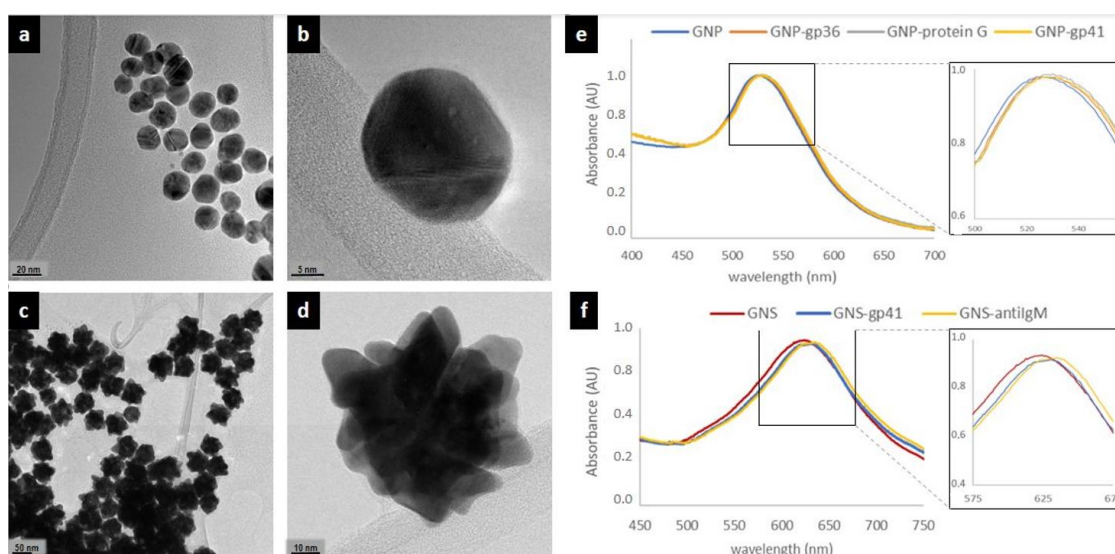 a
20 nm
b
5 nm
c
50 nm
d
10 nm
e
GNP GNP-gp36 GNP-protein G GNP-gp41
Absorbance (AU)
1.0
0.8
0.6
0.4
0.2
0.0
400 450 500 550 600 650 700
wavelength (nm)
1.0
0.8
0.6
500 520 540
f
GNS GNS-gp41 GNS-antiIgM
Absorbance (AU)
1.0
0.8
0.6
0.4
0.2
0.0
450 500 550 600 650 700 750
wavelength (nm)
1.0
0.8
0.6
0.4
575 625 67